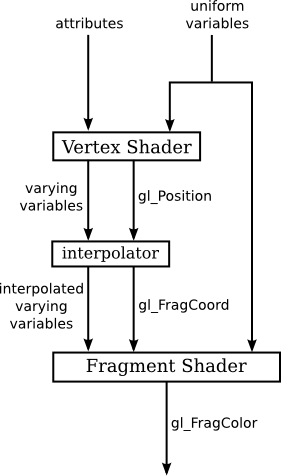 attributes
uniform
variables
Vertex Shader
varying
variables
gl_Position
interpolator
interpolated
varying
variables
gl_FragCoord
Fragment Shader
gl_FragColor